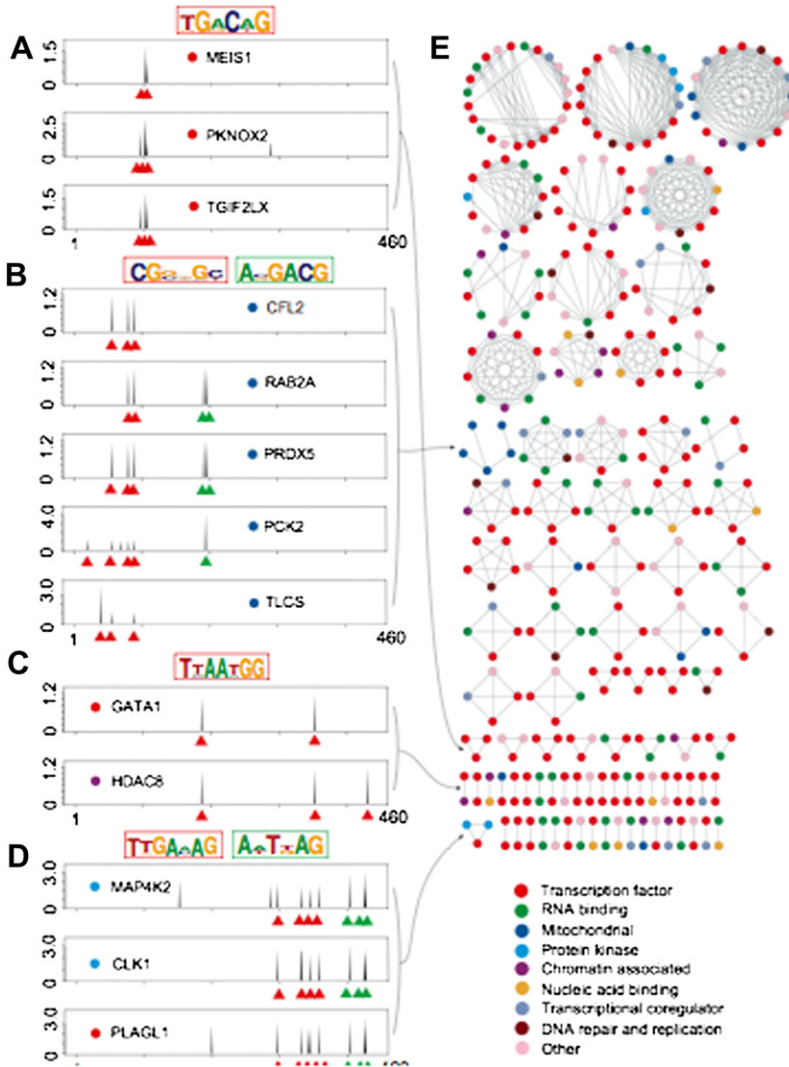 TGACAG
A
E
1.5
0
MEIS1
2.5
0
PKNOX2
1.5
0
TGIF2LX
1
460
B
CG GC
A GACG
1.2
0
CFL2
1.2
0
RAB2A
1.2
0
PRDX5
4.0
0
PCK2
3.0
0
TLCS
1
460
C
TTAATGG
1.2
0
GATA1
1.2
0
HDAC8
1
460
D
TTGAAAG
A T AG
3.0
0
MAP4K2
3.0
0
CLK1
3.0
0
PLAGL1
Transcription factor
RNA binding
Mitochondrial
Protein kinase
Chromatin associated
Nucleic acid binding
Transcriptional coregulator
DNA repair and replication
Other